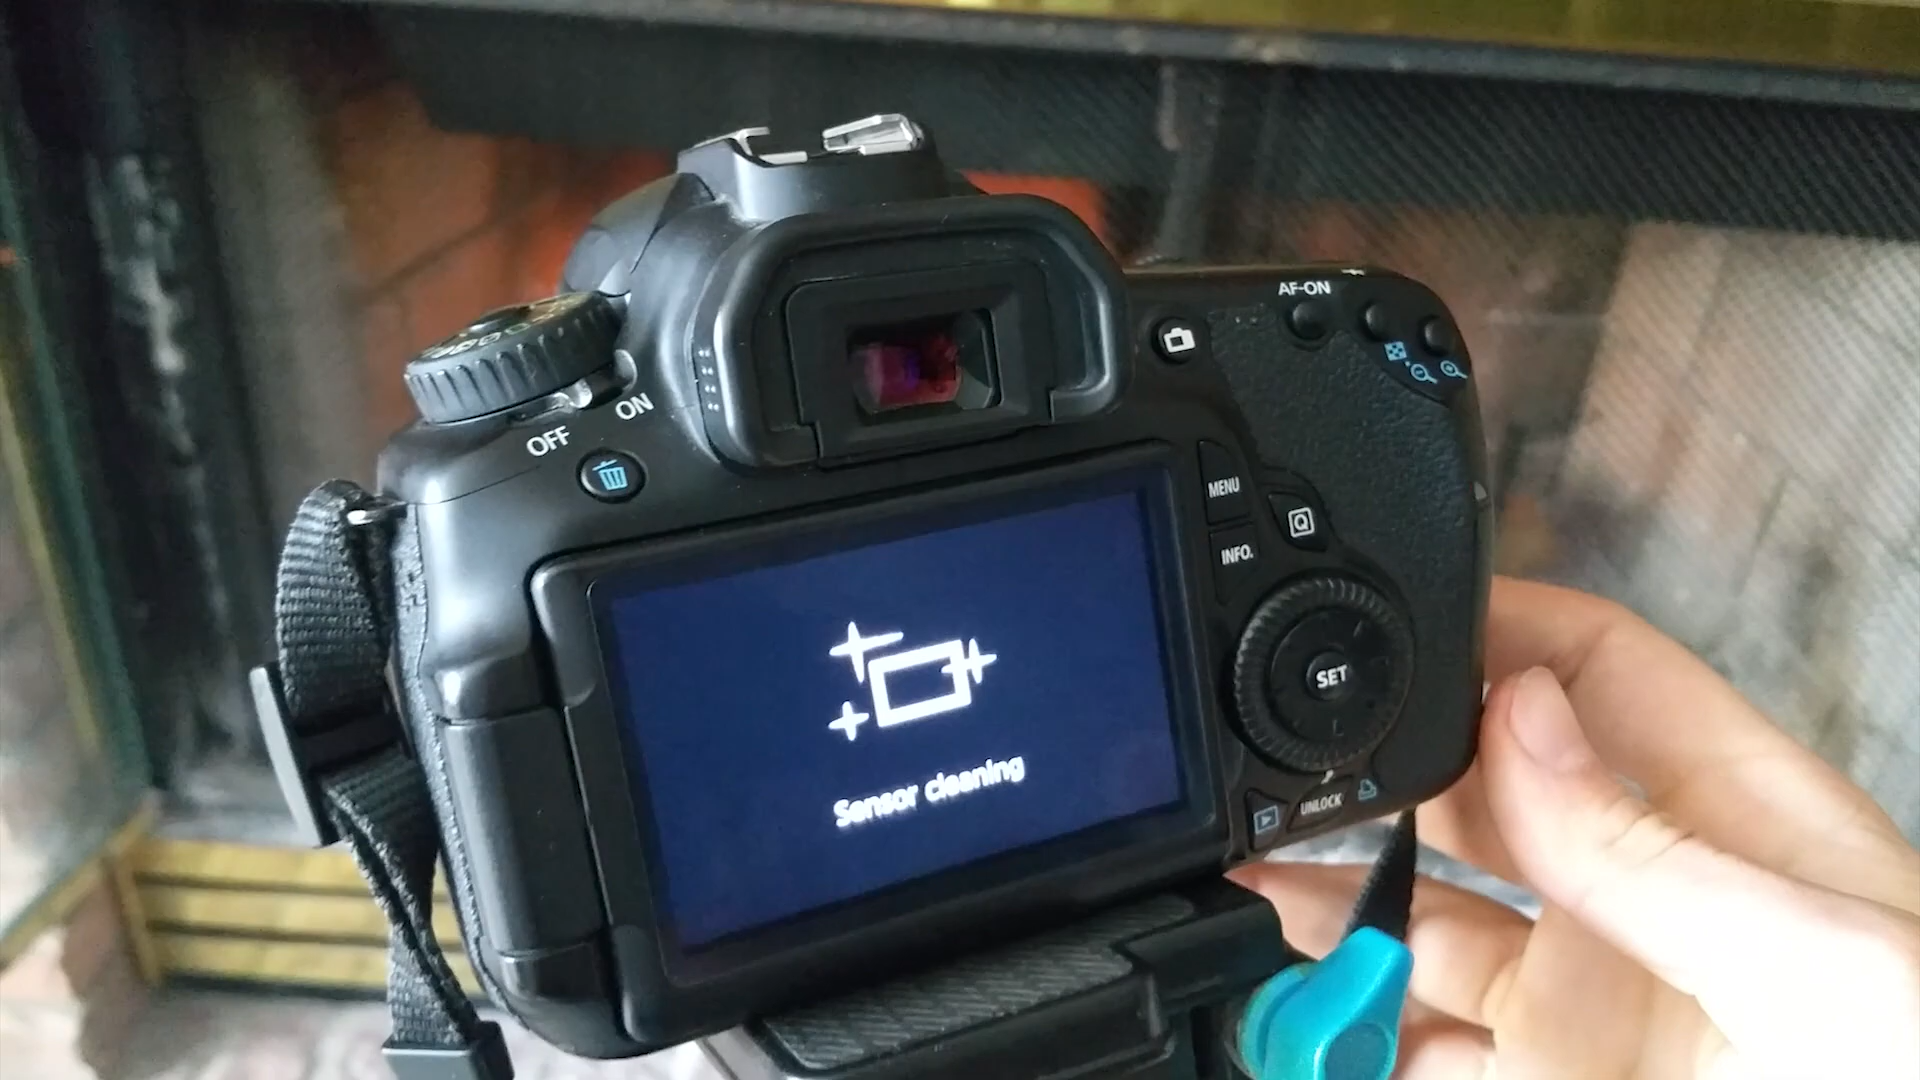 AF-ON
ON
OFF
MENU
Q
INFO.
SET
Sensor cleaning
UNLOCK